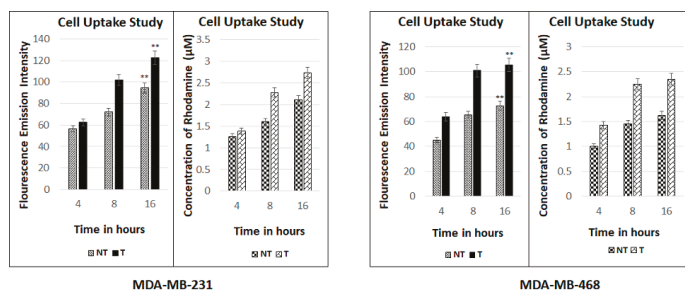 Cell Uptake Study
Flourescence Emission Intensity
140
120
100
80
60
40
20
0
**
**
4 8 16
Time in hours
NT T
Cell Uptake Study
Concentration of Rhodamine (µM)
3.5
3
2.5
2
1.5
1
0.5
0
4 8 16
Time in hours
NT T
MDA-MB-231
Cell Uptake Study
Flourescence Emission Intensity
120
100
80
60
40
20
0
**
**
4 8 16
Time in hours
NT T
Cell Uptake Study
Concentration of Rhodamine (µM)
3
2.5
2
1.5
1
0.5
0
4 8 16
Time in hours
NT T
MDA-MB-468